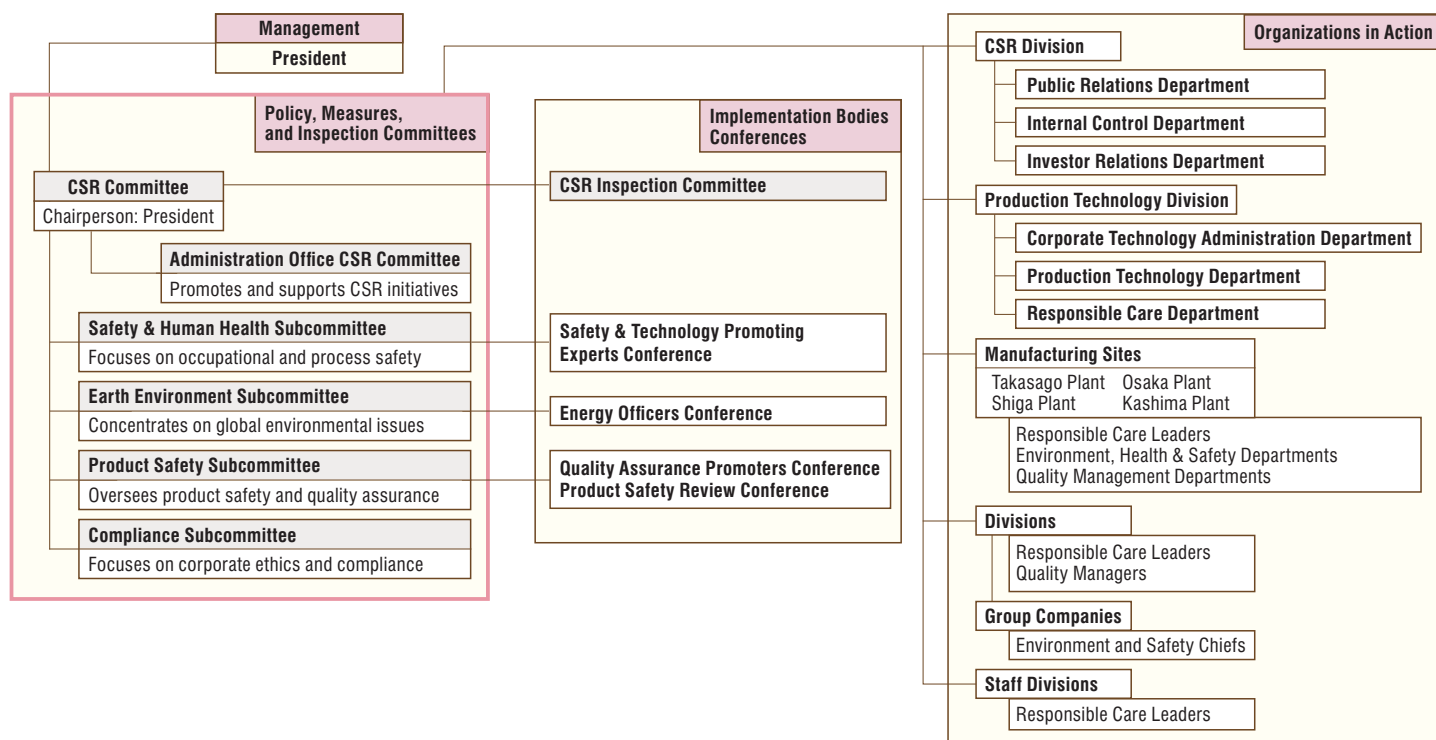 Management
President
Policy, Measures,
and Inspection Committees
CSR Committee
Chairperson: President
Administration Office CSR Committee
Promotes and supports CSR initiatives
Safety & Human Health Subcommittee
Focuses on occupational and process safety
Earth Environment Subcommittee
Concentrates on global environmental issues
Product Safety Subcommittee
Oversees product safety and quality assurance
Compliance Subcommittee
Focuses on corporate ethics and compliance
Implementation Bodies
Conferences
CSR Inspection Committee
Safety & Technology Promoting
Experts Conference
Energy Officers Conference
Quality Assurance Promoters Conference
Product Safety Review Conference
Organizations in Action
CSR Division
Public Relations Department
Internal Control Department
Investor Relations Department
Production Technology Division
Corporate Technology Administration Department
Production Technology Department
Responsible Care Department
Manufacturing Sites
Takasago Plant Osaka Plant
Shiga Plant Kashima Plant
Responsible Care Leaders
Environment, Health & Safety Departments
Quality Management Departments
Divisions
Responsible Care Leaders
Quality Managers
Group Companies
Environment and Safety Chiefs
Staff Divisions
Responsible Care Leaders